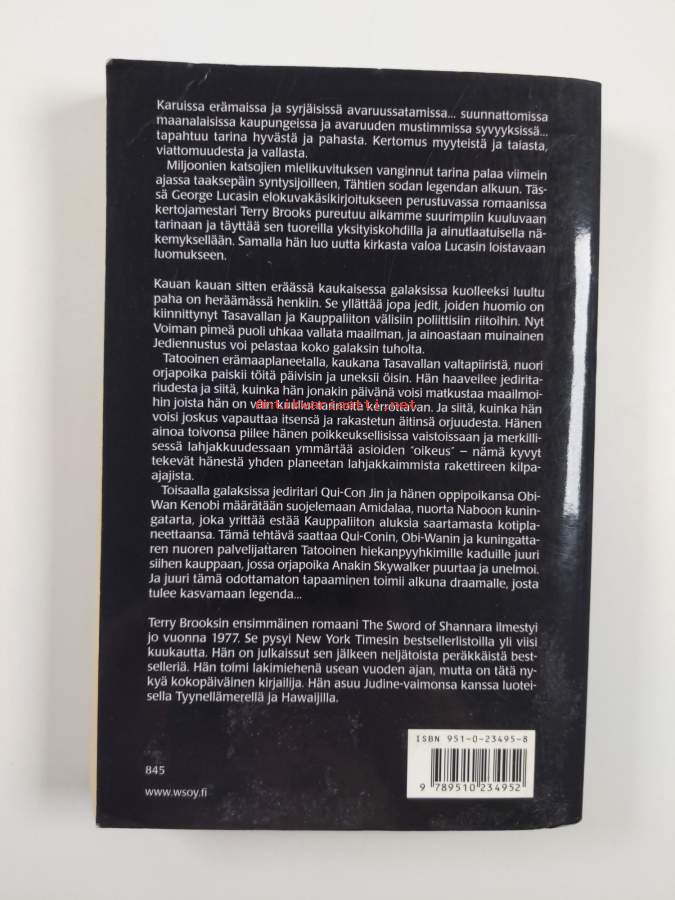 Karuissa erämaissa ja syrjäisissä avaruussatamissa... suunnattomissa
maanalaisissa kaupungeissa ja avaruuden mustimmissa syvyyksissä...
tapahtuu tarina hyvästä ja pahasta. Kertomus myyteistä ja taiasta,
viattomuudesta ja vallasta.
Miljoonien katsojien mielikuvituksen vanginnut tarina palaa viimein
ajassa taaksepäin syntysijoilleen, Tähtien sodan legendan alkuun. Täs-
sä George Lucasin elokuvakäsikirjoitukseen perustuvassa romaanissa
kertojamestari Terry Brooks pureutuu aikamme suurimpiin kuuluvaan
tarinaan ja täyttää sen tuoreilla yksityiskohdilla ja ainutlaatuisella nä-
kemyksellään. Samalla hän luo uutta kirkasta valoa Lucasin loistavaan
luomukseen.
Kauan kauan sitten eräässä kaukaisessa galaksissa kuolleeksi luultu
paha on heräämässä henkiin. Se yllättää jopa jedit, joiden huomio on
kiinnittynyt Tasavallan ja Kauppaliiton välisiin poliittisiin riitoihin. Nyt
Voiman pimeä puoli uhkaa vallata maailman, ja ainoastaan muinainen
Jediennustus voi pelastaa koko galaksin tuholta.
Tatooinen erämaaplaneetalla, kaukana Tasavallan valtapiiristä, nuori
orjapoika paiskii töitä päivisin ja uneksii öisin. Hän haaveilee jedirita-
riudesta ja siitä, kuinka hän jonakin päivänä voisi matkustaa maailmoi-
hin joista hän on vain kuullut tarinoita kerrottavan. Ja siitä, kuinka hän
Antikvariaatti.net
voisi joskus vapauttaa itsensä ja rakastetun äitinsä orjuudesta. Hänen
ainoa toivonsa piilee hänen poikkeuksellisissa vaistoissaan ja merkilli-
sessä lahjakkuudessaan ymmärtää asioiden ”oikeus” – nämä kyvyt
tekevät hänestä yhden planeetan lahjakkaimmista rakettireen kilpa-
ajajista.
Toisaalla galaksissa jediritari Qui-Con Jin ja hänen oppipoikansa Obi-
Wan Kenobi määrätään suojelemaan Amidalaa, nuorta Naboon kunin-
gatarta, joka yrittää estää Kauppaliiton aluksia saartamasta kotipla-
neettaansa. Tämä tehtävä saattaa Qui-Conin, Obi-Wanin ja kuningatta-
ren nuoren palvelijattaren Tatooinen hiekanpyyhkimille kaduille juuri
siihen kauppaan, jossa orjapoika Anakin Skywalker puurtaa ja unelmoi.
Ja juuri tämä odottamaton tapaaminen toimii alkuna draamalle, josta
tulee kasvamaan legenda...
Terry Brooksin ensimmäinen romaani The Sword of Shannara ilmestyi
jo vuonna 1977. Se pysyi New York Timesin bestsellerlistoilla yli viisi
kuukautta. Hän on julkaissut sen jälkeen neljätoista peräkkäistä best-
selleriä. Hän toimi lakimiehenä usean vuoden ajan, mutta on tätä ny-
kyä kokopäiväinen kirjailija. Hän asuu Judine-vaimonsa kanssa luotei-
sella Tyynellämerellä ja Hawaijilla.
ISBN 951-0-23495-8
9 789510 234952
845
www.wsoy.fi